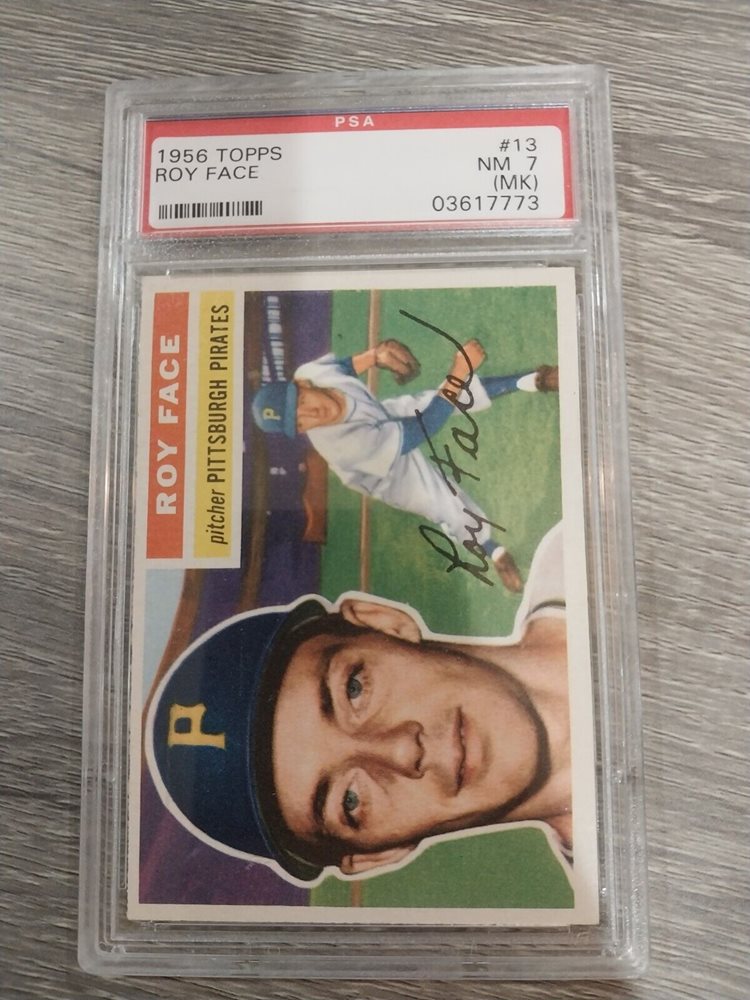 PSA
1956 TOPPS
ROY FACE
#13
NM 7
(MK)
03617773
ROY FACE
pitcher PITTSBURGH PIRATES
P
Roy Face
P